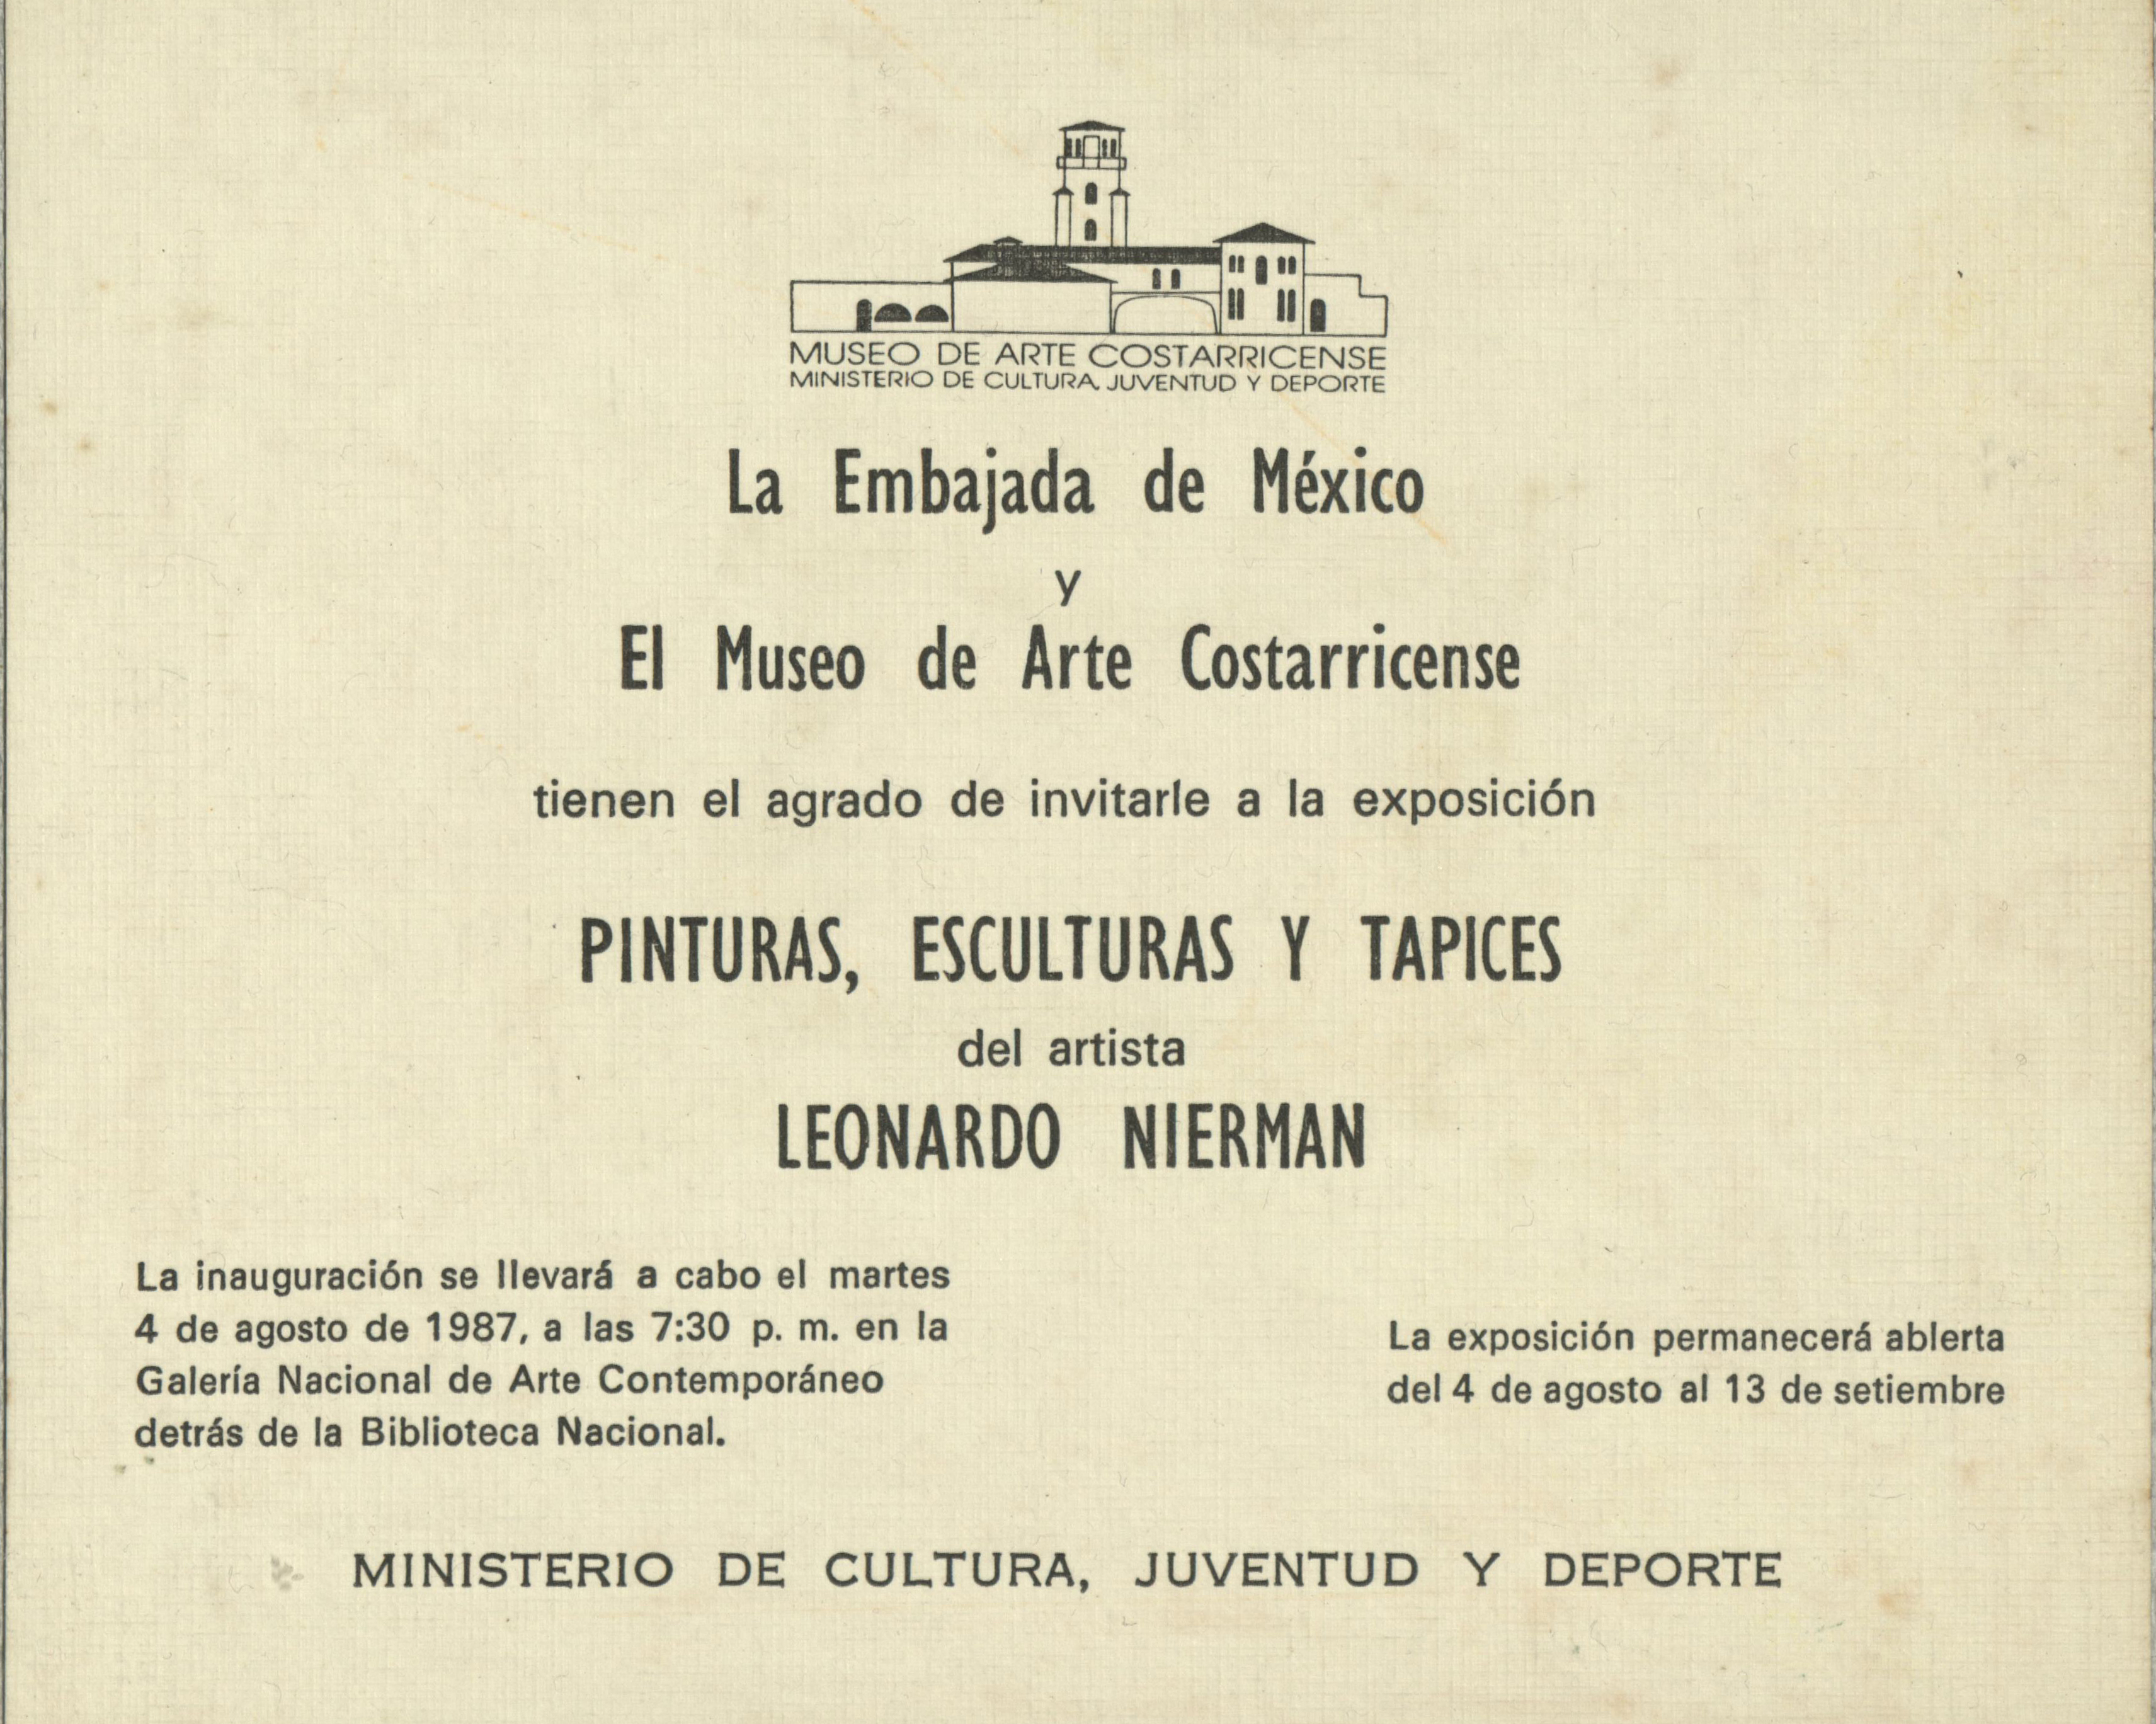 MUSEO DE ARTE COSTARRICENSE
MINISTERIO DE CULTURA, JUVENTUD Y DEPORTE
La Embajada de México
y
El Museo de Arte Costarricense
tienen el agrado de invitarle a la exposición
PINTURAS, ESCULTURAS Y TAPICES
del artista
LEONARDO NIERMAN
La inauguración se llevará a cabo el martes
4 de agosto de 1987, a las 7:30 p. m. en la
Galería Nacional de Arte Contemporáneo
detrás de la Biblioteca Nacional.
La exposición permanecerá ablerta
del 4 de agosto al 13 de setiembre
MINISTERIO DE CULTURA, JUVENTUD Y DEPORTE